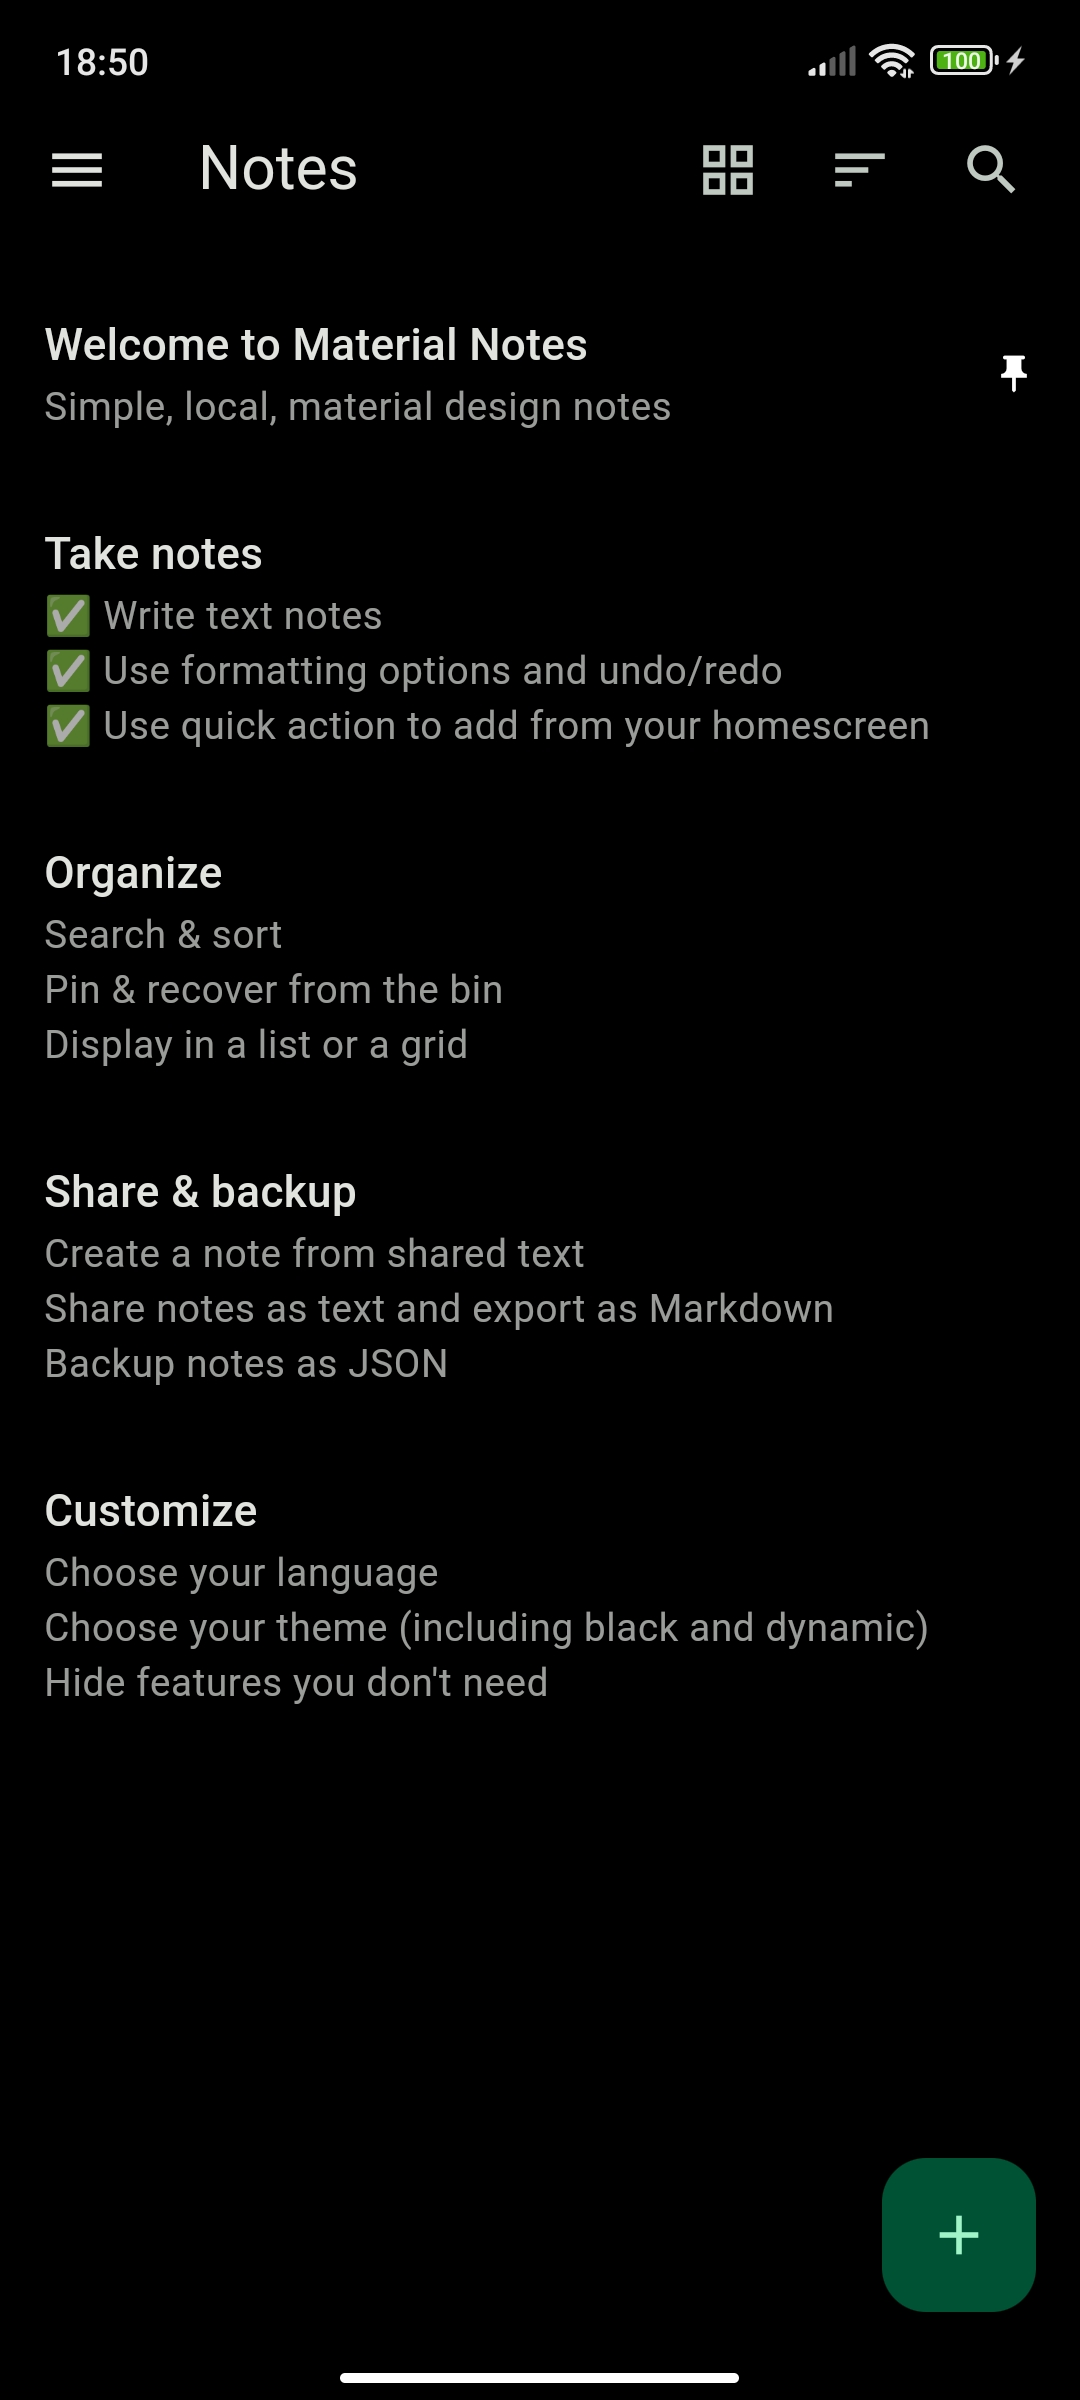 18:50
100
Notes
Welcome to Material Notes
Simple, local, material design notes
Take notes
✅ Write text notes
✅ Use formatting options and undo/redo
✅ Use quick action to add from your homescreen
Organize
Search & sort
Pin & recover from the bin
Display in a list or a grid
Share & backup
Create a note from shared text
Share notes as text and export as Markdown
Backup notes as JSON
Customize
Choose your language
Choose your theme (including black and dynamic)
Hide features you don't need